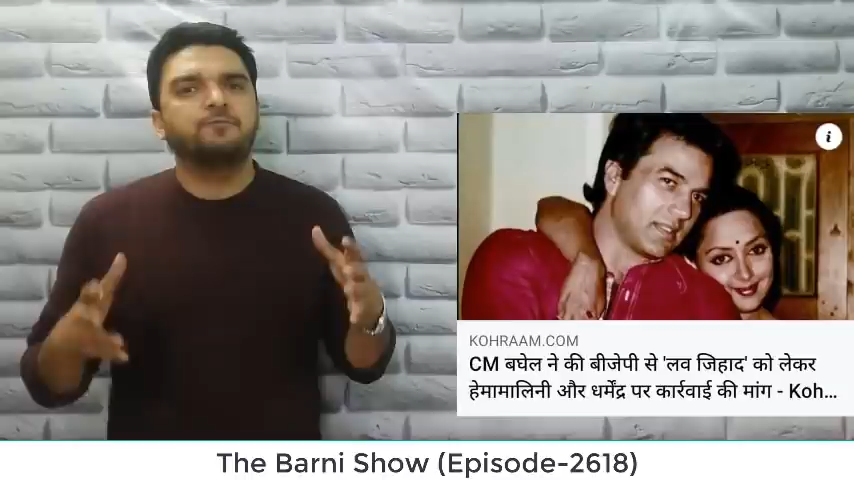 i
KOHRAAM.COM
CM बघेल ने की बीजेपी से 'लव जिहाद' को लेकर
हेमामालिनी और धर्मेंद्र पर कार्रवाई की मांग - Koh...
The Barni Show (Episode-2618)